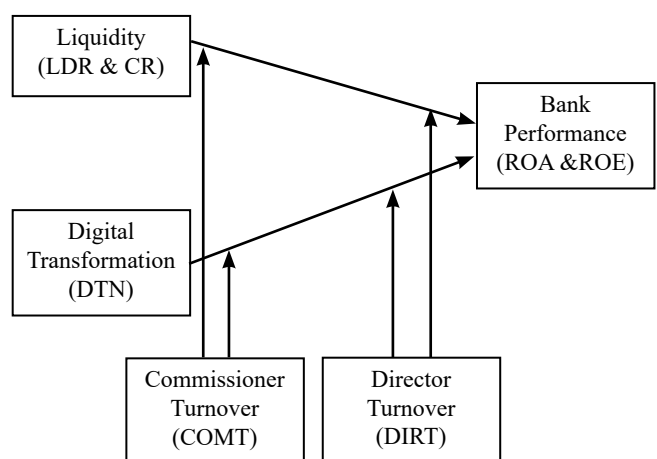 Liquidity
(LDR & CR)
Bank
Performance
(ROA &ROE)
Digital
Transformation
(DTN)
Commissioner
Turnover
(COMT)
Director
Turnover
(DIRT)